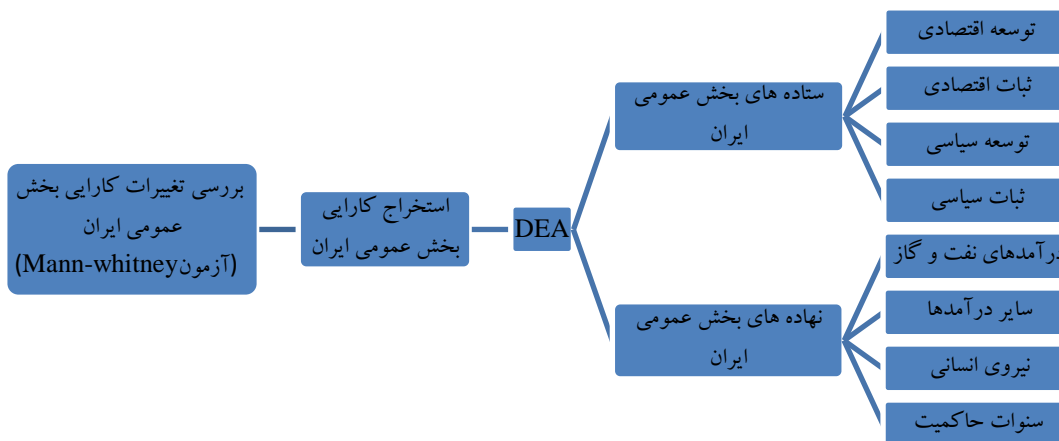 توسعه اقتصادی
ثبات اقتصادی
توسعه سیاسی
ثبات سیاسی
درآمدهای نفت و گاز
سایر درآمدها
نیروی انسانی
سنوات حاکمیت
ستاده های بخش عمومی
ایران
نهاده های بخش عمومی
ایران
DEA
استخراج کارایی
بخش عمومی ایران
بررسی تغییرات کارایی بخش
عمومی ایران
(آزمونMann-whitney)